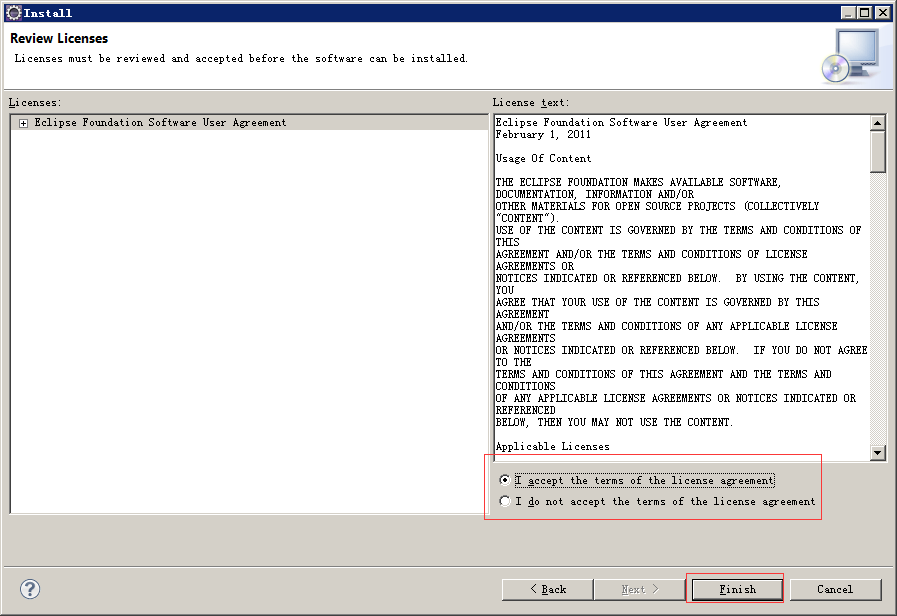 Install
Review Licenses
Licenses must be reviewed and accepted before the software can be installed.
Licenses:
Eclipse Foundation Software User Agreement
License text:
Eclipse Foundation Software User Agreement
February 1, 2011
Usage Of Content
THE ECLIPSE FOUNDATION MAKES AVAILABLE SOFTWARE,
DOCUMENTATION, INFORMATION AND/OR
OTHER MATERIALS FOR OPEN SOURCE PROJECTS (COLLECTIVELY
"CONTENT").
USE OF THE CONTENT IS GOVERNED BY THE TERMS AND CONDITIONS OF
THIS
AGREEMENT AND/OR THE TERMS AND CONDITIONS OF LICENSE
AGREEMENTS OR
NOTICES INDICATED OR REFERENCED BELOW.  BY USING THE CONTENT,
YOU
AGREE THAT YOUR USE OF THE CONTENT IS GOVERNED BY THIS
AGREEMENT
AND/OR THE TERMS AND CONDITIONS OF ANY APPLICABLE LICENSE
AGREEMENTS
OR NOTICES INDICATED OR REFERENCED BELOW.  IF YOU DO NOT AGREE
TO THE
TERMS AND CONDITIONS OF THIS AGREEMENT AND THE TERMS AND
CONDITIONS
OF ANY APPLICABLE LICENSE AGREEMENTS OR NOTICES INDICATED OR
REFERENCED
BELOW, THEN YOU MAY NOT USE THE CONTENT.
Applicable Licenses
I accept the terms of the license agreement
I do not accept the terms of the license agreement
?
< Back
Next >
Finish
Cancel